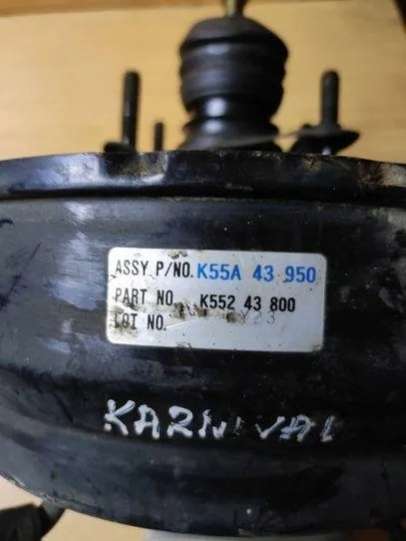 ASSY P/NO. K55A 43 950
PART NO. K552 43 800
LOT NO.
KARNIVAL